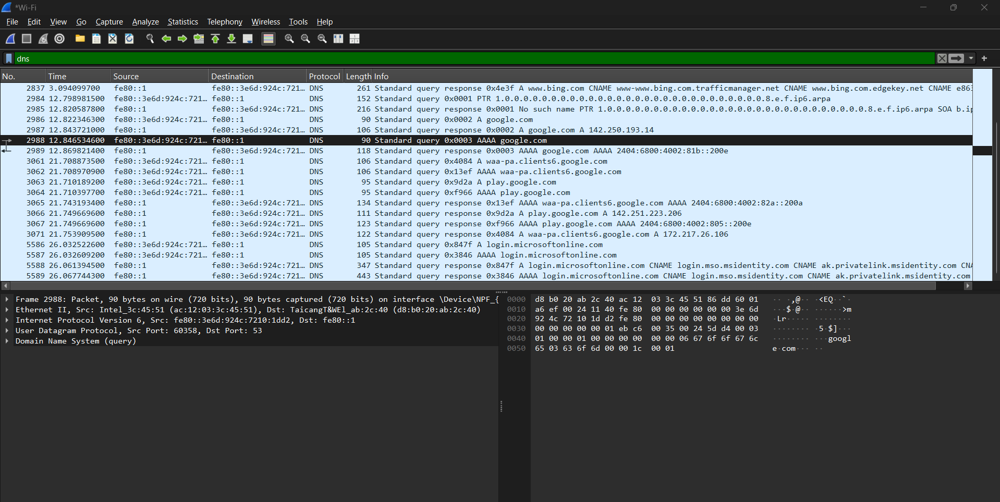 *Wi-Fi
File Edit View Go Capture Analyze Statistics Telephony Wireless Tools Help
dns
No. Time Source Destination Protocol Length Info
2837 3.094099700 fe80::1 fe80::3e6d:924c:721… DNS 261 Standard query response 0x4e3f A www.bing.com CNAME www-www.bing.com.trafficmanager.net CNAME www.bing.com.edgekey.net CNAME e863
2984 12.798981500 fe80::3e6d:924c:721… fe80::1 DNS 152 Standard query 0x0001 PTR 1.0.0.0.0.0.0.0.0.0.0.0.0.0.0.0.0.0.0.0.0.0.0.0.0.0.0.0.0.8.e.f.ip6.arpa
2985 12.820587800 fe80::1 fe80::3e6d:924c:721… DNS 216 Standard query response 0x0001 No such name PTR 1.0.0.0.0.0.0.0.0.0.0.0.0.0.0.0.0.0.0.0.0.0.0.0.0.0.0.0.0.8.e.f.ip6.arpa SOA b.ip
2986 12.822346300 fe80::3e6d:924c:721… fe80::1 DNS 90 Standard query 0x0002 A google.com
2987 12.843721000 fe80::1 fe80::3e6d:924c:721… DNS 106 Standard query response 0x0002 A google.com A 142.250.193.14
2988 12.846534600 fe80::3e6d:924c:721… fe80::1 DNS 90 Standard query 0x0003 AAAA google.com
2989 12.869821400 fe80::1 fe80::3e6d:924c:721… DNS 118 Standard query response 0x0003 AAAA google.com AAAA 2404:6800:4002:81b::200e
3061 21.708873500 fe80::3e6d:924c:721… fe80::1 DNS 106 Standard query 0x4084 A waa-pa.clients6.google.com
3062 21.708970900 fe80::3e6d:924c:721… fe80::1 DNS 106 Standard query 0x13ef AAAA waa-pa.clients6.google.com
3063 21.710189200 fe80::3e6d:924c:721… fe80::1 DNS 95 Standard query 0x9d2a A play.google.com
3064 21.710397700 fe80::3e6d:924c:721… fe80::1 DNS 95 Standard query 0xf966 AAAA play.google.com
3065 21.743193400 fe80::1 fe80::3e6d:924c:721… DNS 134 Standard query response 0x13ef AAAA waa-pa.clients6.google.com AAAA 2404:6800:4002:82a::200a
3066 21.749669600 fe80::1 fe80::3e6d:924c:721… DNS 111 Standard query response 0x9d2a A play.google.com A 142.251.223.206
3067 21.749669600 fe80::1 fe80::3e6d:924c:721… DNS 123 Standard query response 0xf966 AAAA play.google.com AAAA 2404:6800:4002:805::200e
3071 21.753909500 fe80::1 fe80::3e6d:924c:721… DNS 122 Standard query response 0x4084 A waa-pa.clients6.google.com A 172.217.26.106
5586 26.032522600 fe80::3e6d:924c:721… fe80::1 DNS 105 Standard query 0x847f A login.microsoftonline.com
5587 26.032609200 fe80::3e6d:924c:721… fe80::1 DNS 105 Standard query 0x3846 AAAA login.microsoftonline.com
5588 26.061394500 fe80::1 fe80::3e6d:924c:721… DNS 347 Standard query response 0x847f A login.microsoftonline.com CNAME login.mso.msidentity.com CNAME ak.privatelink.msidentity.com CNA
5589 26.067744300 fe80::1 fe80::3e6d:924c:721… DNS 443 Standard query response 0x3846 AAAA login.microsoftonline.com CNAME login.mso.msidentity.com CNAME ak.privatelink.msidentity.com
Frame 2988: Packet, 90 bytes on wire (720 bits), 90 bytes captured (720 bits) on interface \Device\NPF_{
Ethernet II, Src: Intel_3c:45:51 (ac:12:03:3c:45:51), Dst: TaicangT&WEl_ab:2c:40 (d8:b0:20:ab:2c:40)
Internet Protocol Version 6, Src: fe80::3e6d:924c:7210:1dd2, Dst: fe80::1
User Datagram Protocol, Src Port: 60358, Dst Port: 53
Domain Name System (query)
0000 d8 b0 20 ab 2c 40 ac 12 03 3c 45 51 86 dd 60 01 ·· ·,@·· ·<EQ··`·
0010 a6 ef 00 24 11 40 fe 80 00 00 00 00 00 00 3e 6d ···$·@·· ······>m
0020 92 4c 72 10 1d d2 fe 80 00 00 00 00 00 00 00 00 ·Lr····· ········
0030 00 00 00 00 00 01 eb c6 00 35 00 24 5d d4 00 03 ········ ·5·$]···
0040 01 00 00 01 00 00 00 00 00 00 06 67 6f 6f 67 6c ········ ···googl
0050 65 03 63 6f 6d 00 00 1c 00 01 e·com··· ··